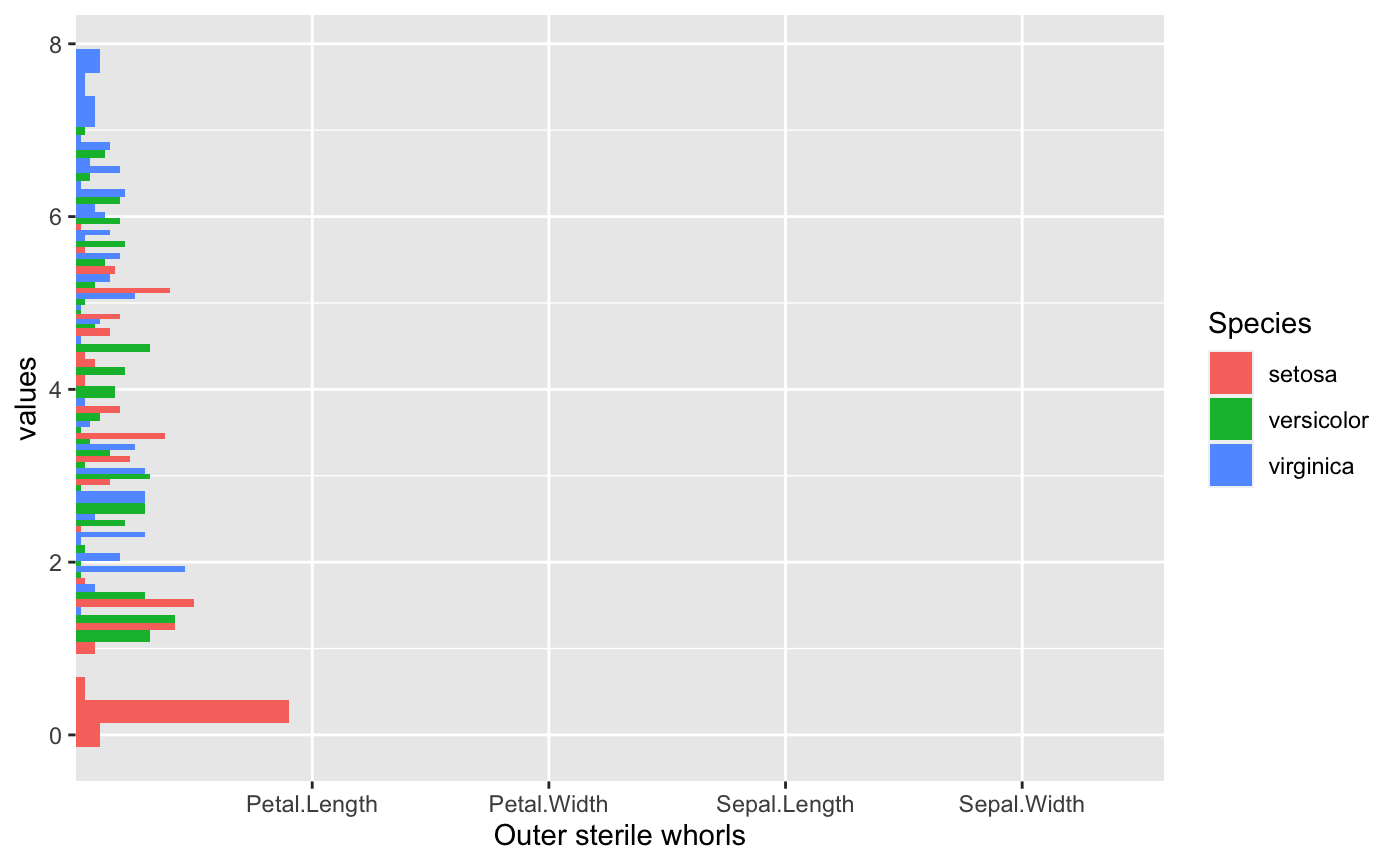 8
6
4
2
0
values
Petal.Length
Petal.Width
Sepal.Length
Sepal.Width
Outer sterile whorls
Species
setosa
versicolor
virginica